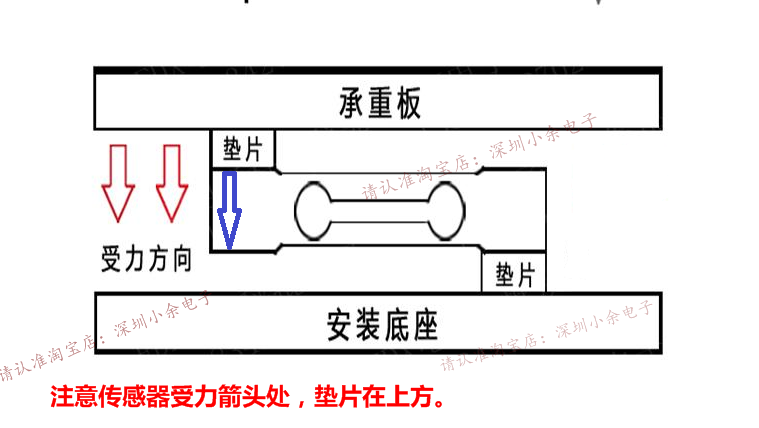 承重板
垫片
请认准淘宝店：深圳小余电子
受力方向
垫片
安装底座
请认准淘宝店：深圳小余电子
请认准淘宝店：深圳小余电子
注意传感器受力箭头处，垫片在上方。